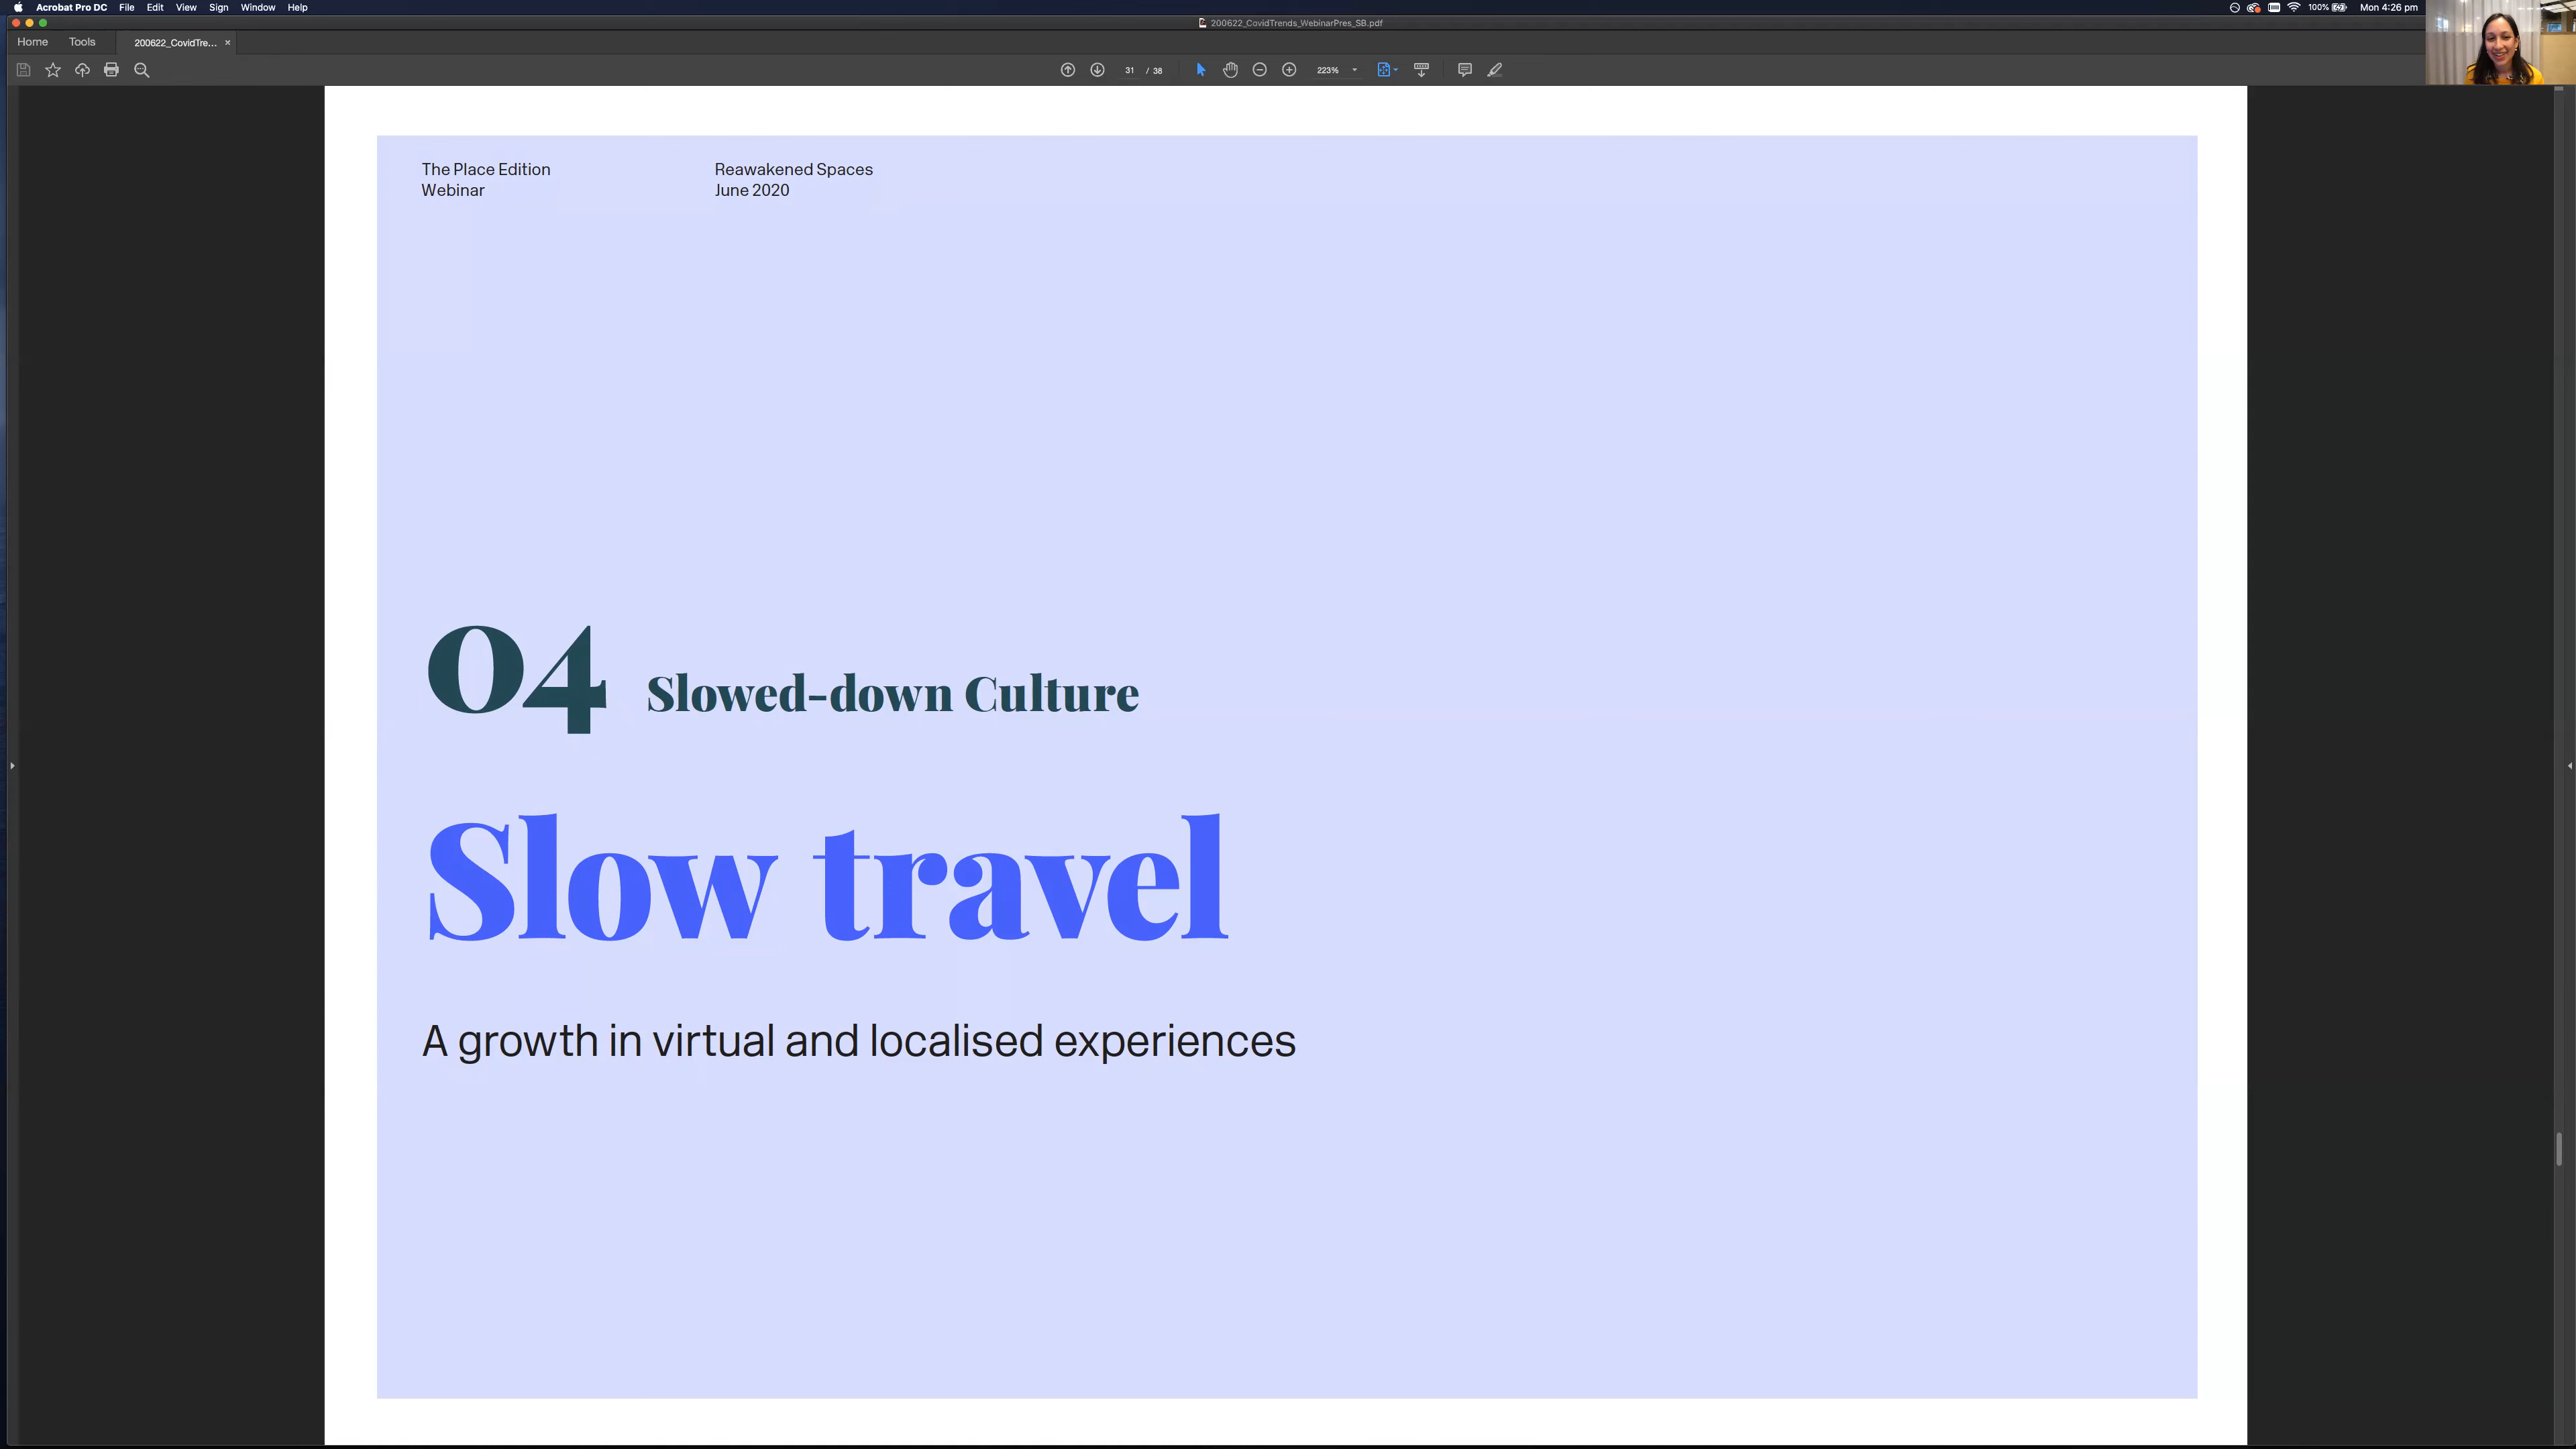 Acrobat Pro DC File Edit View Sign Window Help
100% Mon 4:26 pm
200622_CovidTrends_WebinarPres_SB.pdf
Home Tools 200622_CovidTre... ×
31 / 38 223%
The Place Edition
Webinar
Reawakened Spaces
June 2020
04 Slowed-down Culture
Slow travel
A growth in virtual and localised experiences